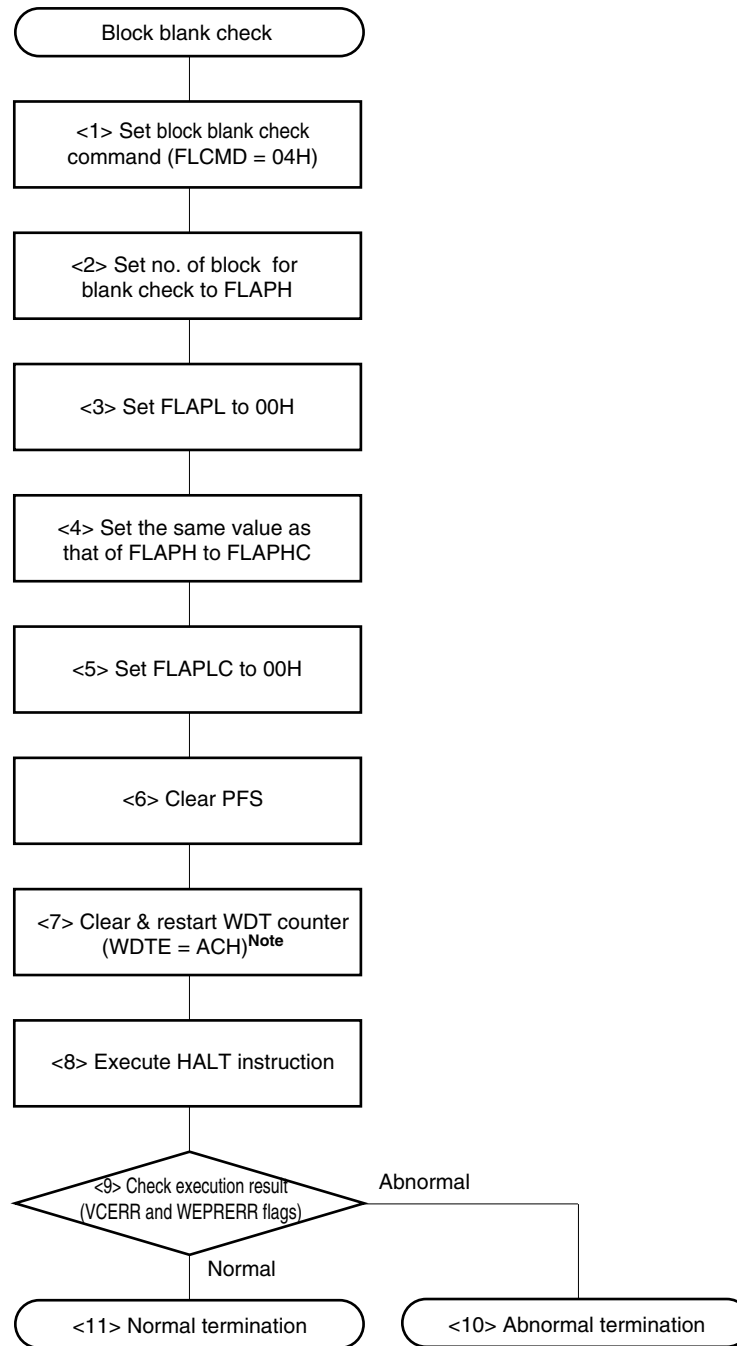 Block blank check
<1> Set block blank check
command (FLCMD = 04H)
<2> Set no. of block for
blank check to FLAPH
<3> Set FLAPL to 00H
<4> Set the same value as
that of FLAPH to FLAPHC
<5> Set FLAPLC to 00H
<6> Clear PFS
<7> Clear & restart WDT counter
(WDTE = ACH)Note
<8> Execute HALT instruction
<9> Check execution result
(VCERR and WEPRERR flags)
Abnormal
Normal
<11> Normal termination
<10> Abnormal termination